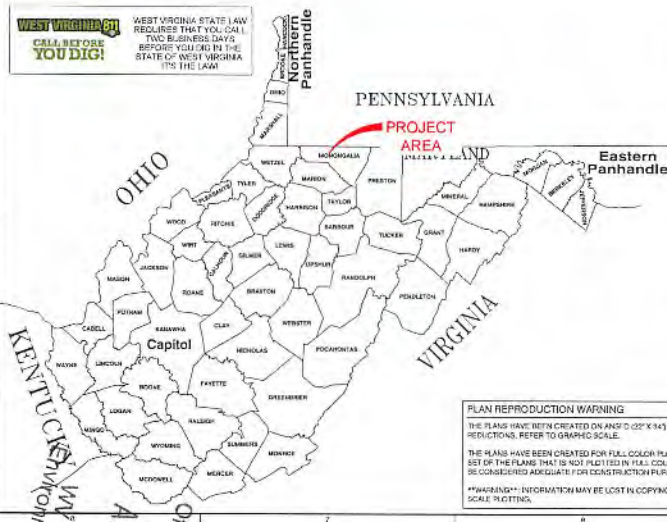 WEST VIRGINIA 811
CALL BEFORE
YOU DIG!
WEST VIRGINIA STATE LAW
REQUIRES THAT YOU CALL
TWO BUSINESS DAYS
BEFORE YOU DIG IN THE
STATE OF WEST VIRGINIA
IT'S THE LAW!
Northern
Panhandle
OHIO
MARSHALL
PENNSYLVANIA
PROJECT
AREA
OHIO
WETZEL
MONONGALIA
MARION
PRESTON
Eastern
Panhandle
MORGAN
BERKELEY
JEFFERSON
MINERAL
HAMPSHIRE
PLEASANTS
TYLER
DODDRIDGE
HARRISON
TAYLOR
WOOD
RITCHIE
BARBOUR
TUCKER
GRANT
HARDY
WIRT
CALHOUN
GILMER
LEWIS
UPSHUR
RANDOLPH
PENDLETON
MASON
JACKSON
ROANE
BRAXTON
WEBSTER
POCAHONTAS
VIRGINIA
PUTNAM
CABELL
KANAWHA
Capitol
CLAY
NICHOLAS
KENTUCKY
WAYNE
LINCOLN
BOONE
FAYETTE
GREENBRIER
LOGAN
MINGO
RALEIGH
SUMMERS
MONROE
WYOMING
MERCER
MCDOWELL
PLAN REPRODUCTION WARNING
THE PLANS HAVE BEEN CREATED ON ANSI D (22" X 34")
REDUCTIONS, REFER TO GRAPHIC SCALE.
THE PLANS HAVE BEEN CREATED FOR FULL COLOR
SET OF THE PLANS THAT IS NOT PLOTTED IN FULL
BE CONSIDERED ADEQUATE FOR CONSTRUCTION
**WARNING**: INFORMATION MAY BE LOST IN COPYING
SCALE PLOTTING.
7
8